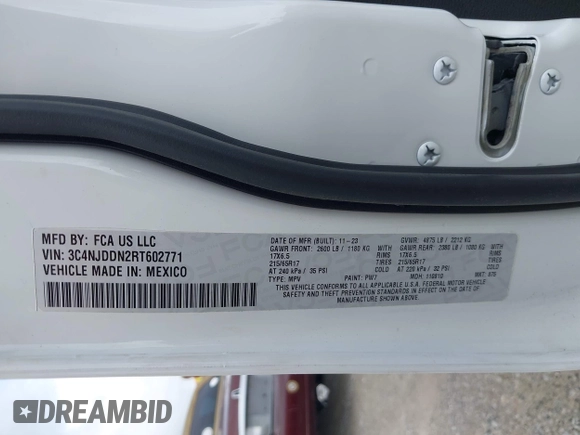 MFD BY: FCA US LLC
VIN: 3C4NJDDN2RT602771
VEHICLE MADE IN: MEXICO
DATE OF MFR (BUILT): 11-23
GVWR: 4875 LB / 2212 KG
GAWR FRONT: 2600 LB / 1180 KG WITH
GAWR REAR: 2380 LB / 1080 KG WITH
17X6.5 RIMS
17X6.5 RIMS
215/65R17 TIRES
215/65R17 TIRES
AT 240 kPa / 35 PSI
AT 220 kPa / 32 PSI
TYPE: MPV PAINT: PW7 MDH: 116810
THIS VEHICLE CONFORMS TO ALL APPLICABLE U.S.A. FEDERAL MOTOR VEHICLE
SAFETY AND THEFT PREVENTION STANDARDS IN EFFECT ON THE DATE
OF MANUFACTURE SHOWN ABOVE.
DREAMBID